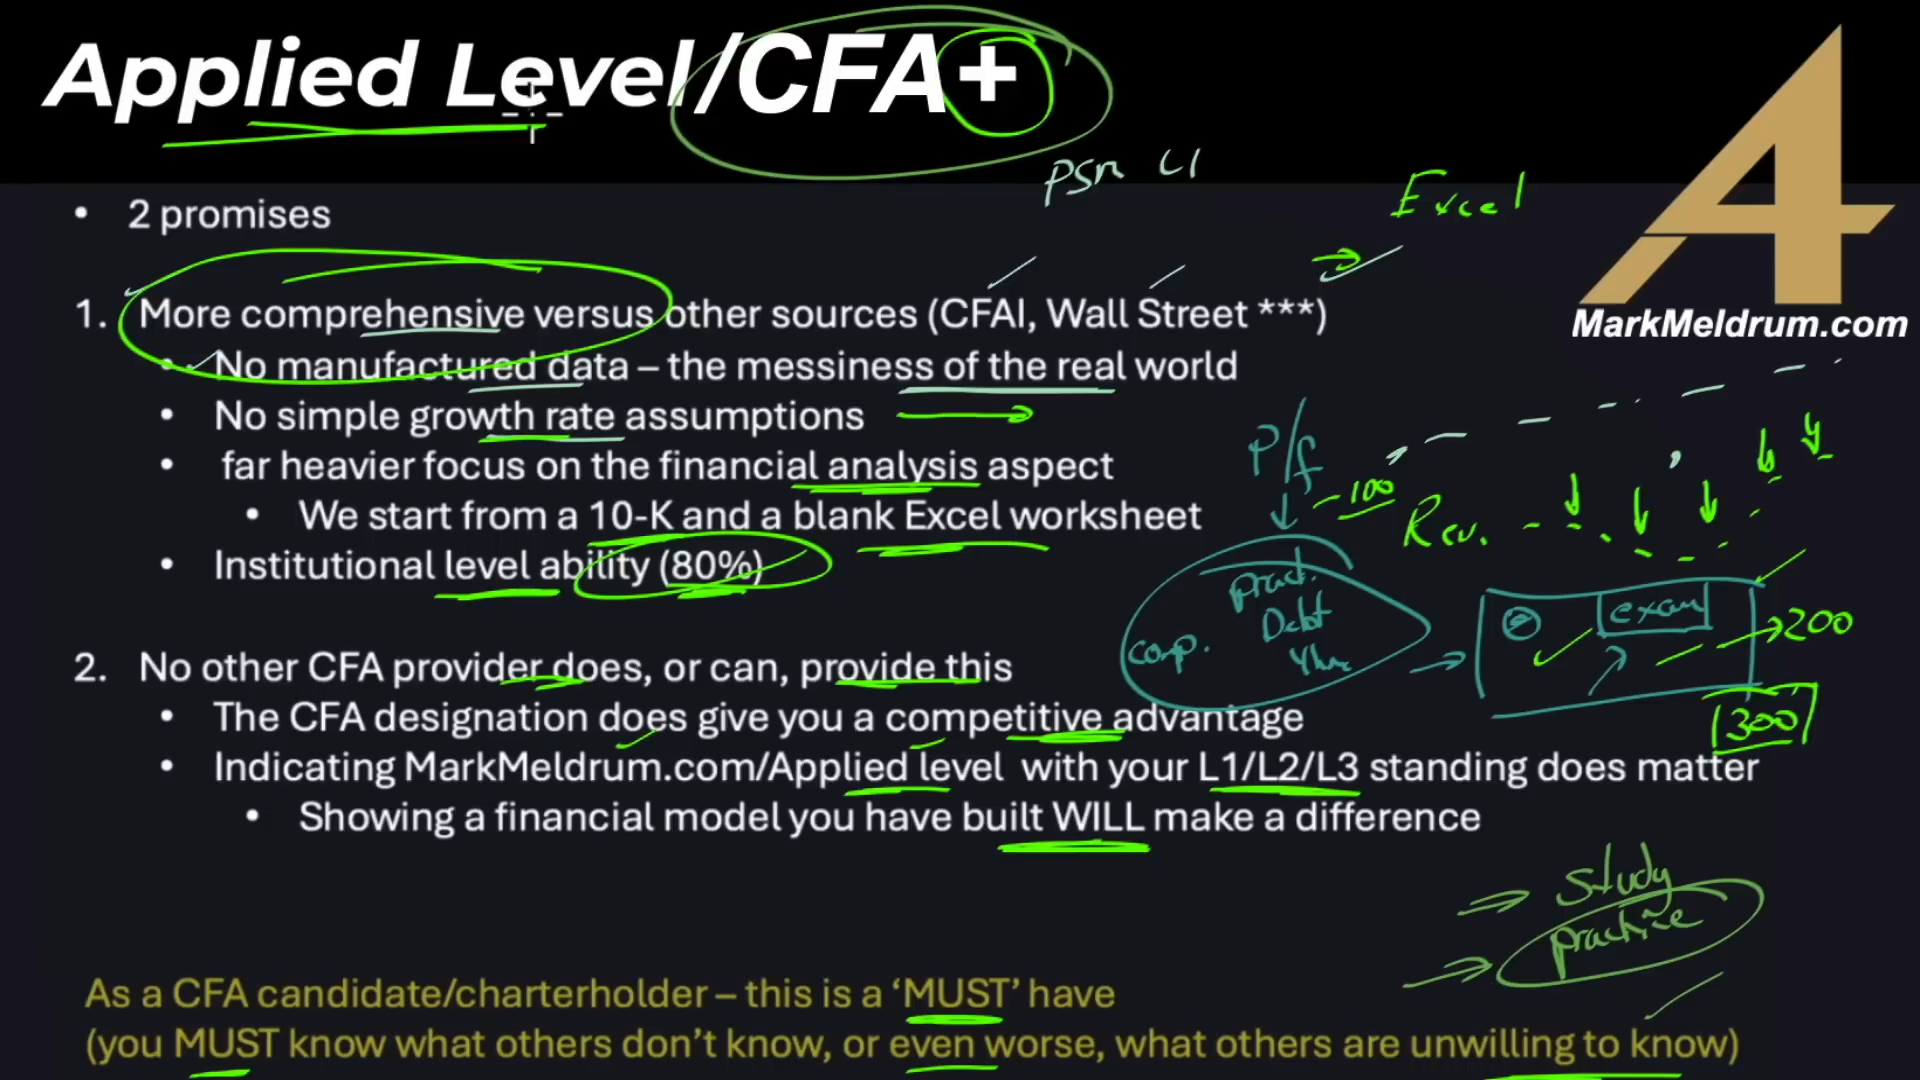 Applied Level/CFA+
PSM L1
Excel
MarkMeldrum.com
• 2 promises
1. More comprehensive versus other sources (CFAI, Wall Street ***)
• No manufactured data – the messiness of the real world
• No simple growth rate assumptions
• far heavier focus on the financial analysis aspect
• We start from a 10-K and a blank Excel worksheet
• Institutional level ability (80%)
P/f
100
Rev.
pract.
Debt
comp.
exam
200
300
2. No other CFA provider does, or can, provide this
• The CFA designation does give you a competitive advantage
• Indicating MarkMeldrum.com/Applied level with your L1/L2/L3 standing does matter
• Showing a financial model you have built WILL make a difference
study
practice
As a CFA candidate/charterholder – this is a ‘MUST’ have
(you MUST know what others don’t know, or even worse, what others are unwilling to know)